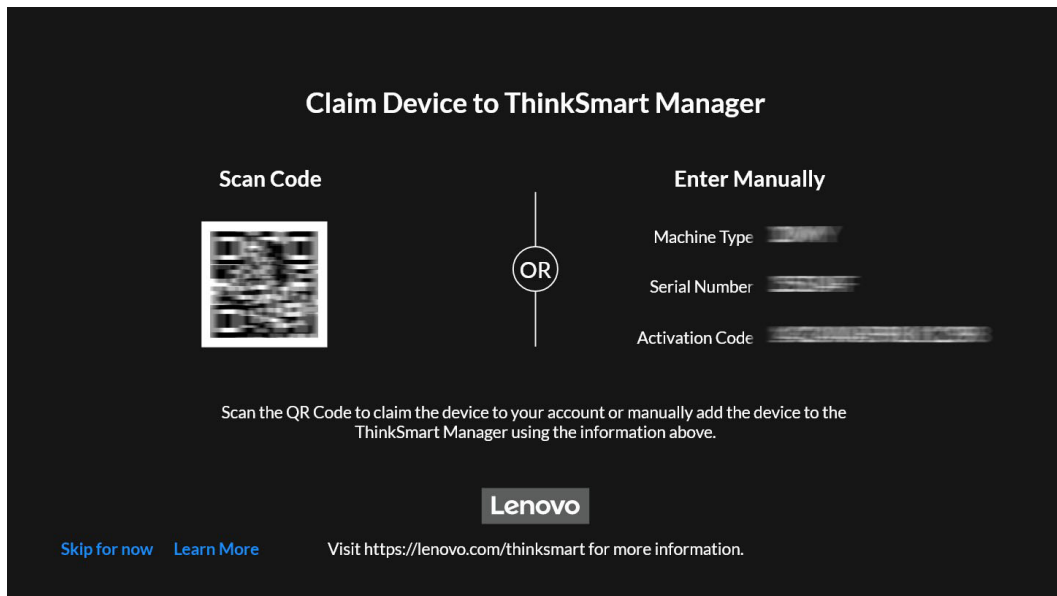 Claim Device to ThinkSmart Manager
Scan Code
OR
Enter Manually
Machine Type
Serial Number
Activation Code
Scan the QR Code to claim the device to your account or manually add the device to the
ThinkSmart Manager using the information above.
Lenovo
Skip for now
Learn More
Visit https://lenovo.com/thinksmart for more information.